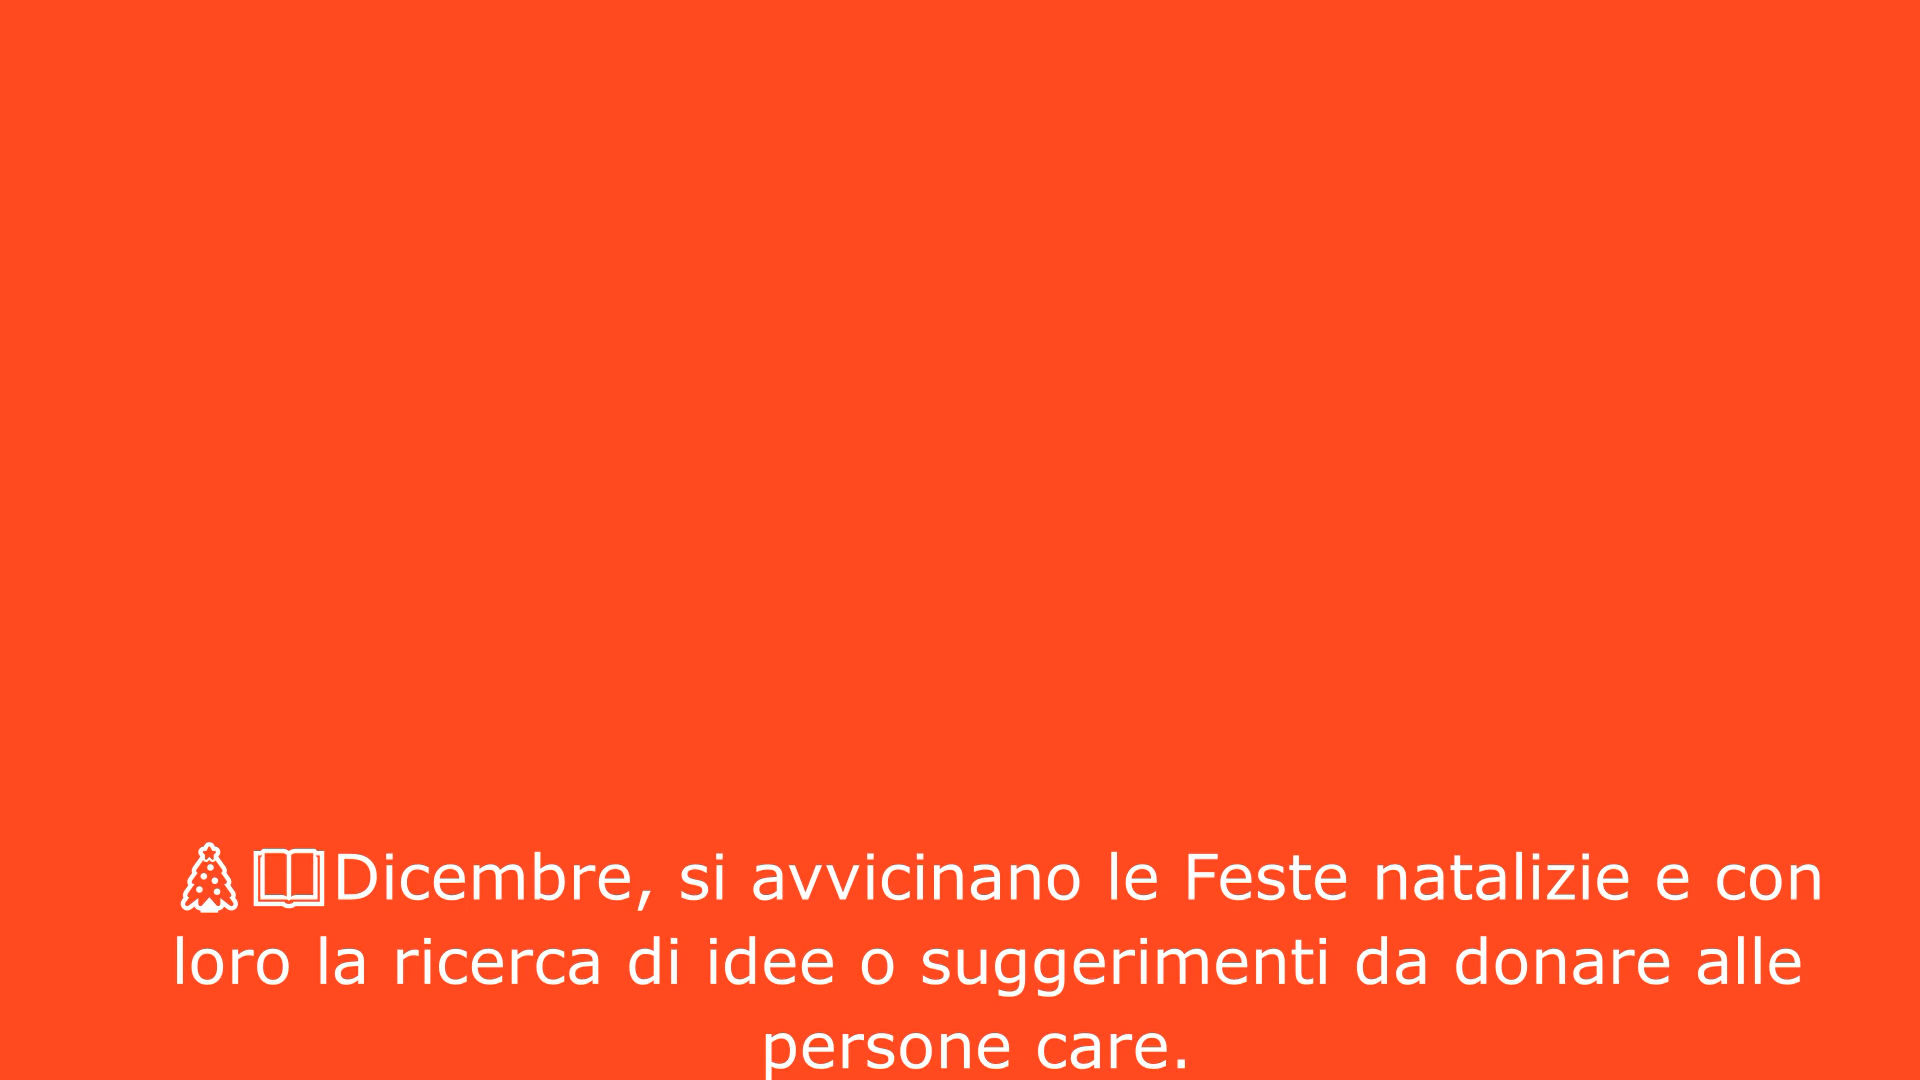 🎄📖Dicembre, si avvicinano le Feste natalizie e con
loro la ricerca di idee o suggerimenti da donare alle
persone care.